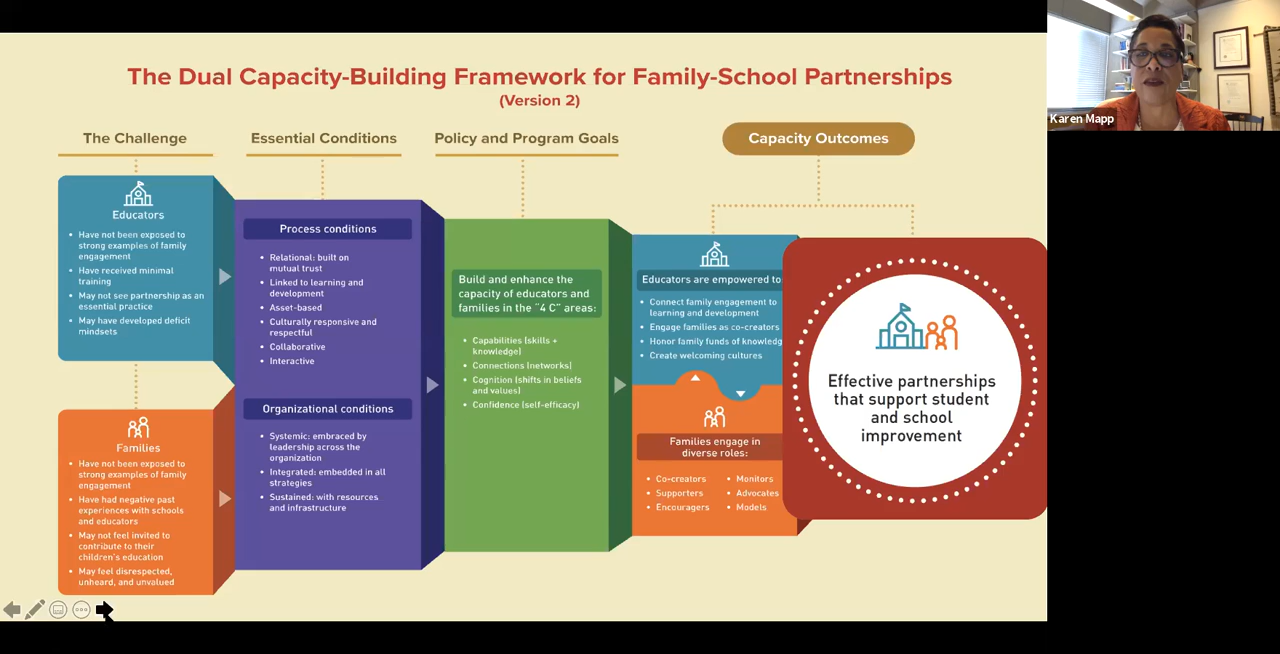 The Dual Capacity-Building Framework for Family-School Partnerships
(Version 2)
Karen Mapp
The Challenge
Educators
• Have not been exposed to
strong examples of family
engagement
• Have received minimal
training
• May not see partnership as an
essential practice
• May have developed deficit
mindsets
Families
• Have not been exposed to
strong examples of family
engagement
• Have had negative past
experiences with schools
and educators
• May not feel invited to
contribute to their
children's education
• May feel disrespected,
unheard, and unvalued
Essential Conditions
Process conditions
• Relational: built on
mutual trust
• Linked to learning and
development
• Asset-based
• Culturally responsive and
respectful
• Collaborative
• Interactive
Organizational conditions
• Systemic: embraced by
leadership across the
organization
• Integrated: embedded in all
strategies
• Sustained: with resources
and infrastructure
Policy and Program Goals
Build and enhance the
capacity of educators and
families in the "4 C" areas:
• Capabilities (skills +
knowledge)
• Connections (networks)
• Cognition (shifts in beliefs
and values)
• Confidence (self-efficacy)
Capacity Outcomes
Educators are empowered to
• Connect family engagement to
learning and development
• Engage families as co-creators
• Honor family funds of knowledg
• Create welcoming cultures
Families engage in
diverse roles:
• Co-creators
• Supporters
• Encouragers
• Monitors
• Advocates
• Models
Effective partnerships
that support student
and school
improvement